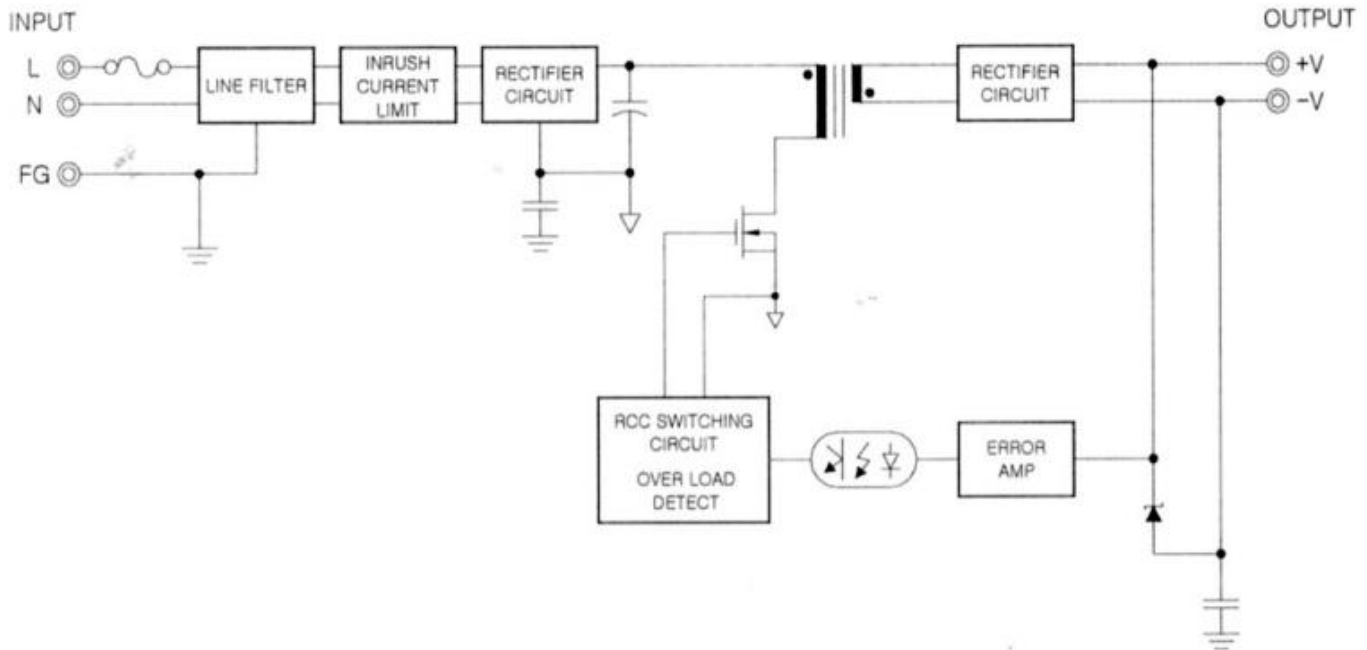 INPUT
OUTPUT
L
N
FG
LINE FILTER
INRUSH
CURRENT
LIMIT
RECTIFIER
CIRCUIT
RECTIFIER
CIRCUIT
+V
-V
RCC SWITCHING
CIRCUIT
OVER LOAD
DETECT
ERROR
AMP